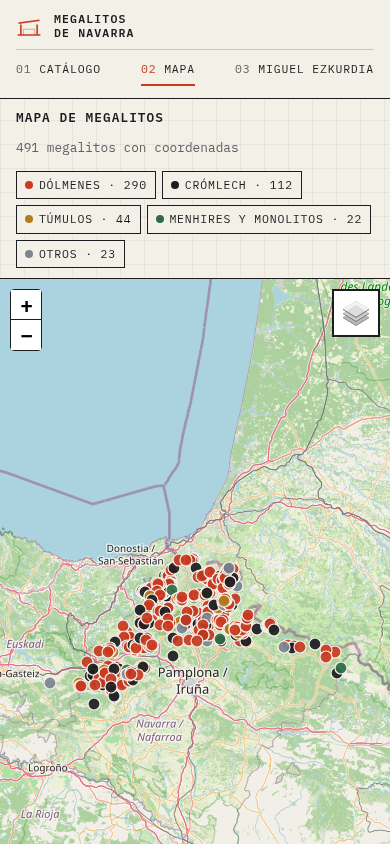 MEGALITOS
DE NAVARRA
01 CATÁLOGO
02 MAPA
03 MIGUEL EZKURDIA
MAPA DE MEGALITOS
491 megalitos con coordenadas
DÓLMENES · 290
CRÓMLECH · 112
TÚMULOS · 44
MENHIRES Y MONOLITOS · 22
OTROS · 23
+
−
des Land
Donostia /
San Sebastián
Euskadi
-Gasteiz
Pamplona /
Iruña
Navarra /
Nafarroa
Logroño
La Rioja